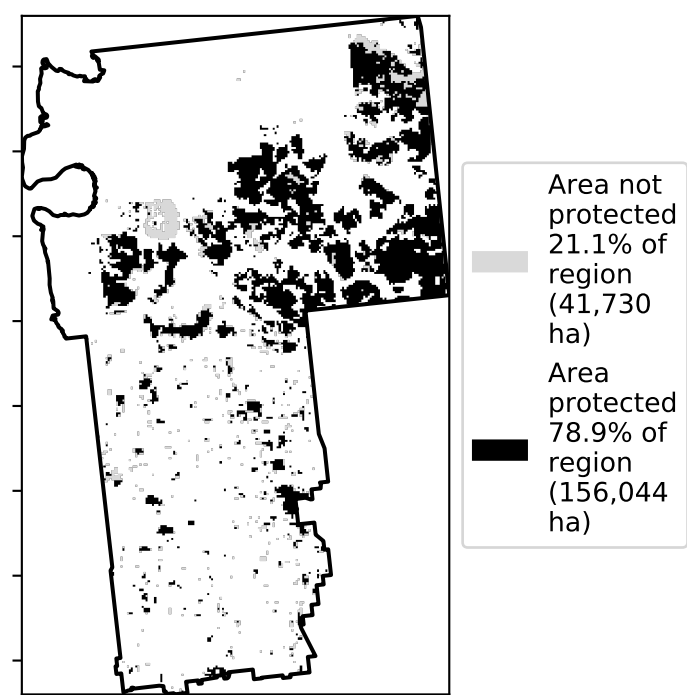 Area not
protected
21.1% of
region
(41,730
ha)
Area
protected
78.9% of
region
(156,044
ha)